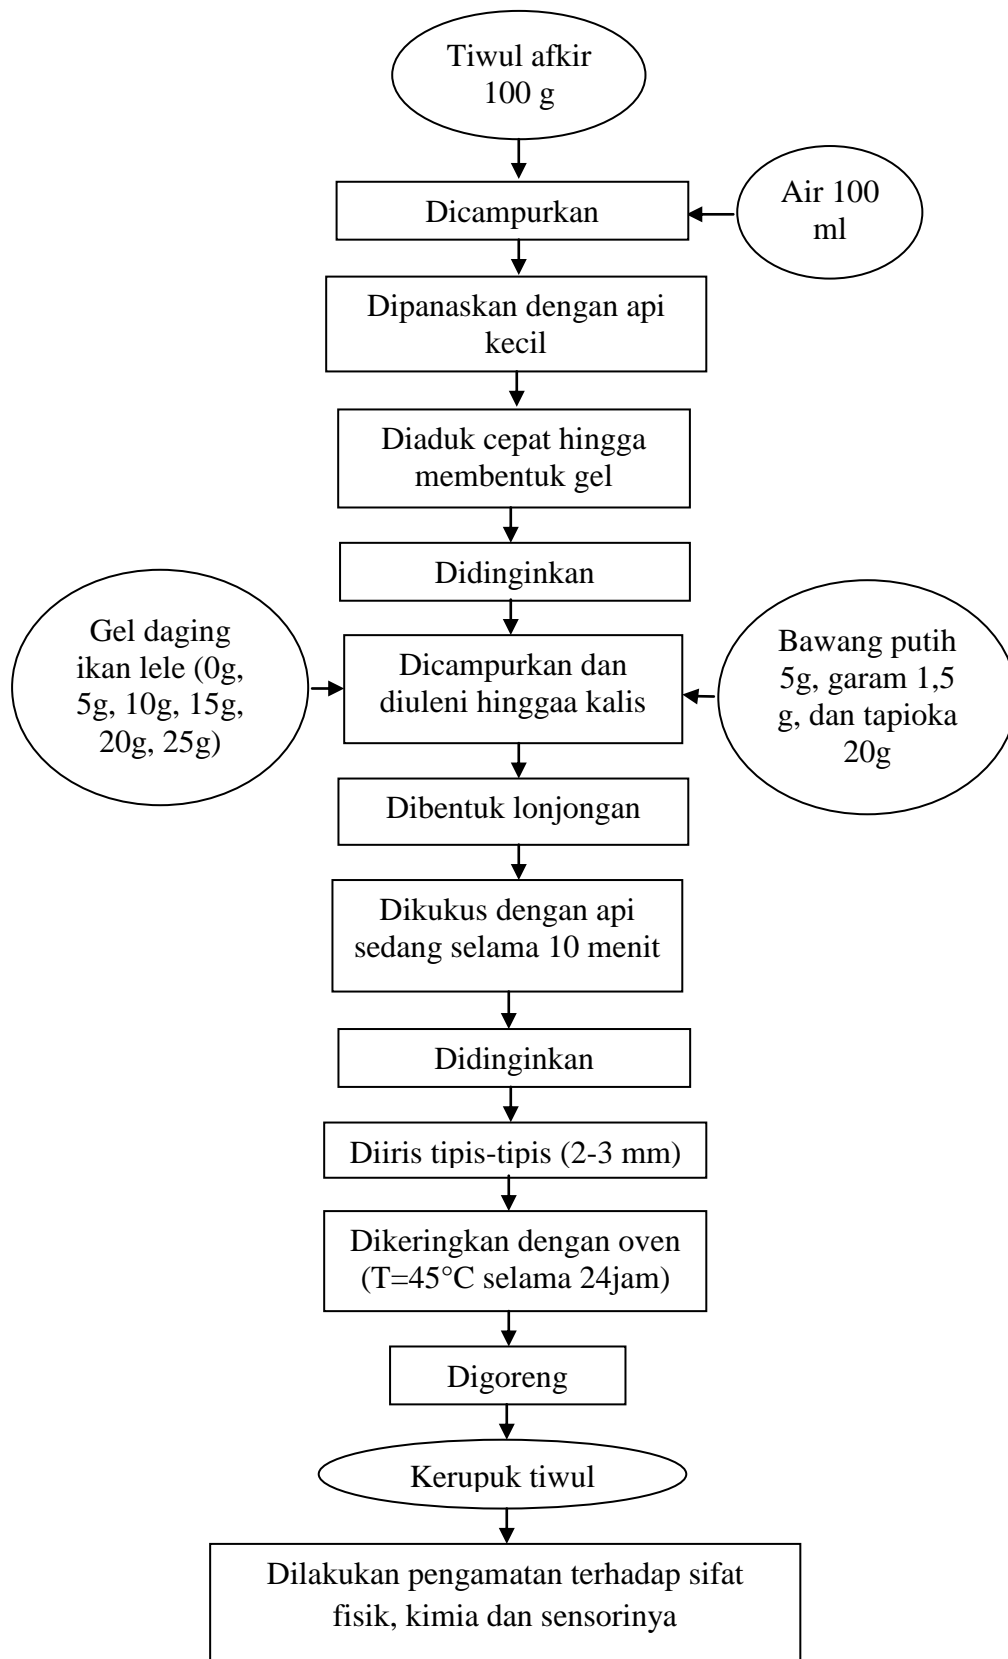 Tiwul afkir
100 g
Dicampurkan
Air 100
ml
Dipanaskan dengan api
kecil
Diaduk cepat hingga
membentuk gel
Didinginkan
Gel daging
ikan lele (0g,
5g, 10g, 15g,
20g, 25g)
Dicampurkan dan
diuleni hinggaa kalis
Bawang putih
5g, garam 1,5
g, dan tapioka
20g
Dibentuk lonjongan
Dikukus dengan api
sedang selama 10 menit
Didinginkan
Diiris tipis-tipis (2-3 mm)
Dikeringkan dengan oven
(T=45°C selama 24jam)
Digoreng
Kerupuk tiwul
Dilakukan pengamatan terhadap sifat
fisik, kimia dan sensorinya